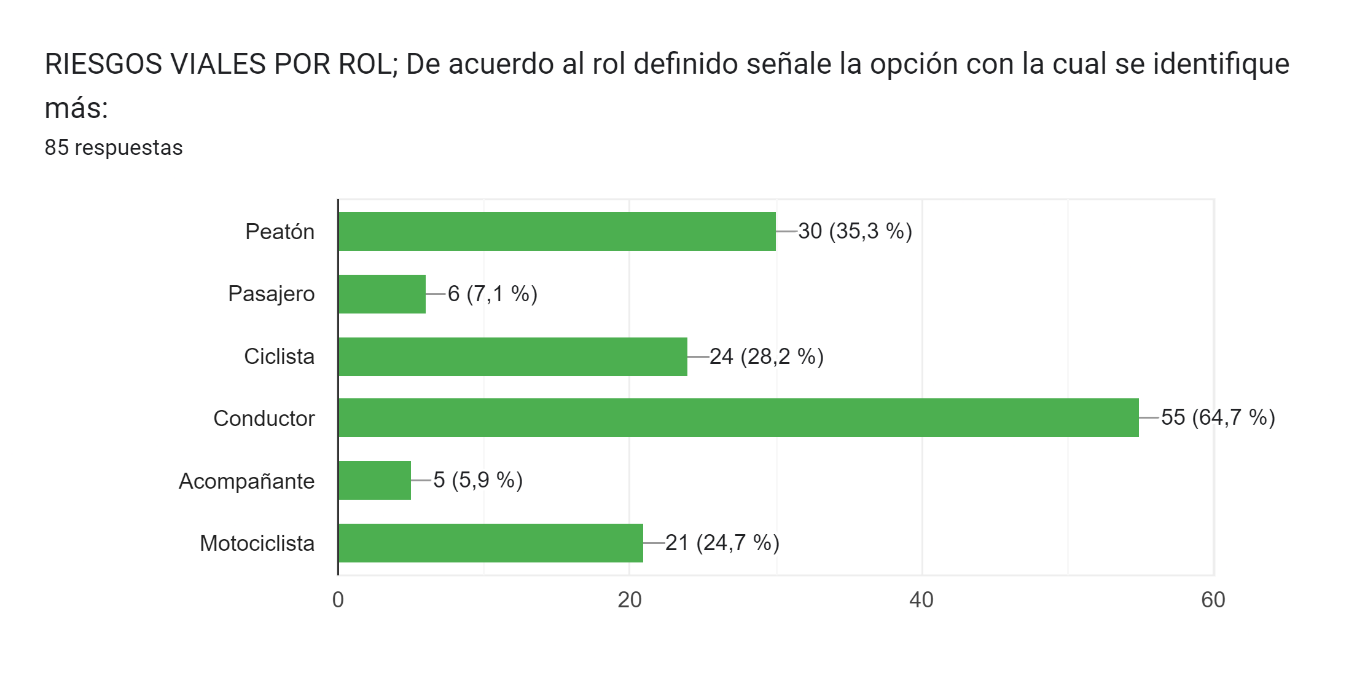 RIESGOS VIALES POR ROL; De acuerdo al rol definido señale la opción con la cual se identifique
más:
85 respuestas
Peatón 30 (35,3 %)
Pasajero 6 (7,1 %)
Ciclista 24 (28,2 %)
Conductor 55 (64,7 %)
Acompañante 5 (5,9 %)
Motociclista 21 (24,7 %)
0 20 40 60